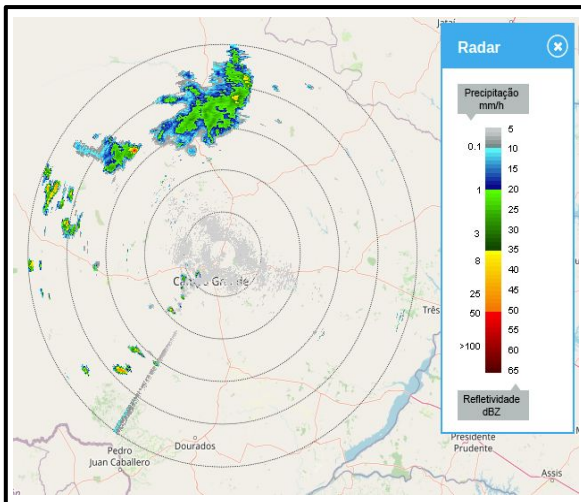 Jataí
Radar
Precipitação
mm/h
5
0.1
10
15
1
20
25
3
30
35
8
40
25
45
50
50
55
>100
60
65
Refletividade
dBZ
Campo Grande
Três
Pedro
Juan Caballero
Dourados
Presidente
Prudente
Assis